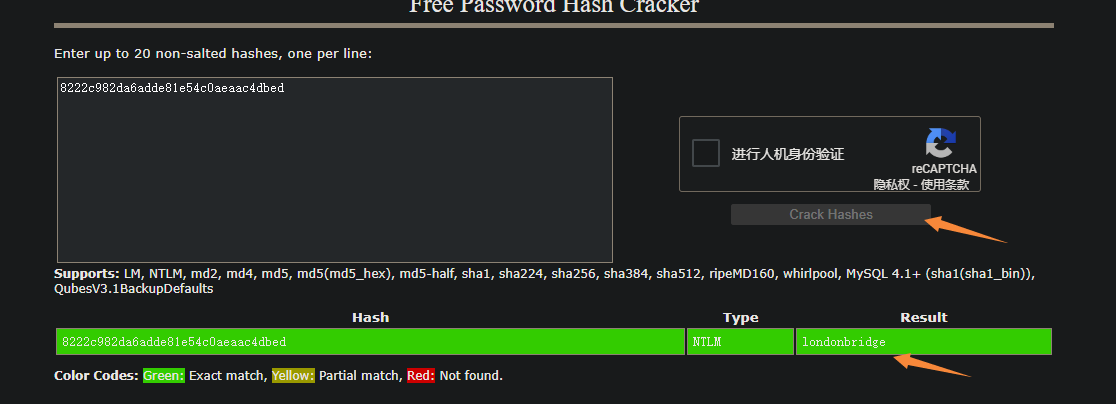 Free Password Hash Cracker
Enter up to 20 non-salted hashes, one per line:
8222c982da6adde81e54c0aeaac4dbed
进行人机身份验证
reCAPTCHA
隐私权 - 使用条款
Crack Hashes
Supports: LM, NTLM, md2, md4, md5, md5(md5_hex), md5-half, sha1, sha224, sha256, sha384, sha512, ripeMD160, whirlpool, MySQL 4.1+ (sha1(sha1_bin)),
QubesV3.1BackupDefaults
Hash Type Result
8222c982da6adde81e54c0aeaac4dbed NTLM londonbridge
Color Codes: Green: Exact match, Yellow: Partial match, Red: Not found.